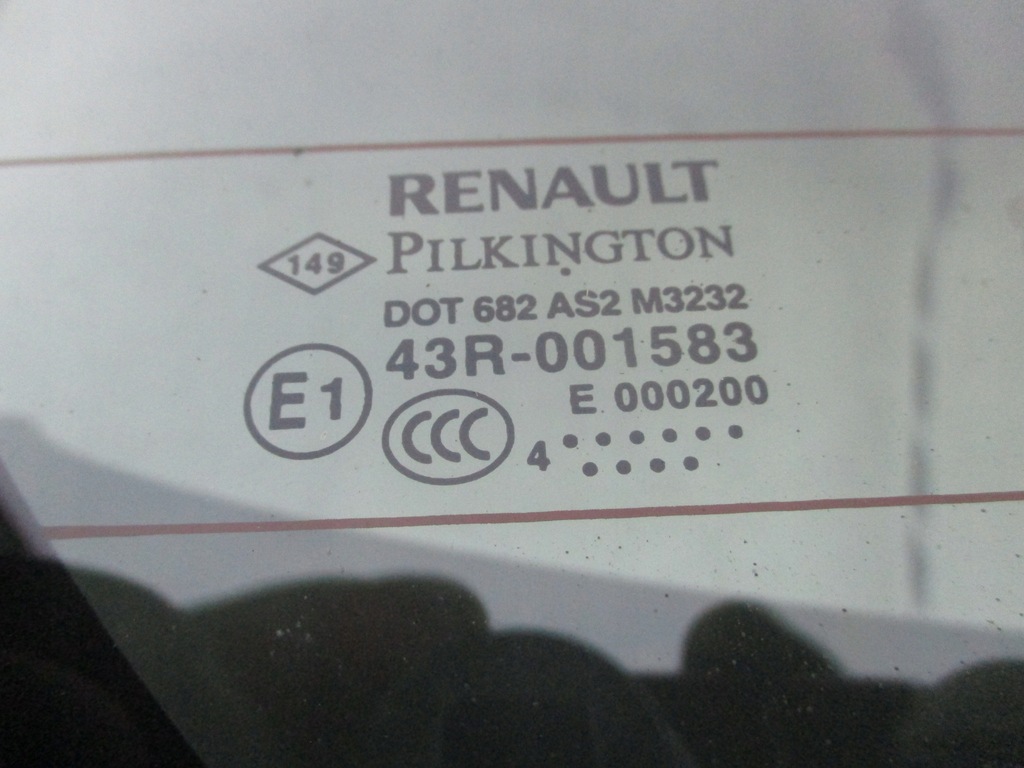 RENAULT
149 PILKINGTON
DOT 682 AS2 M3232
43R-001583
E1
E 000200
CCC
4